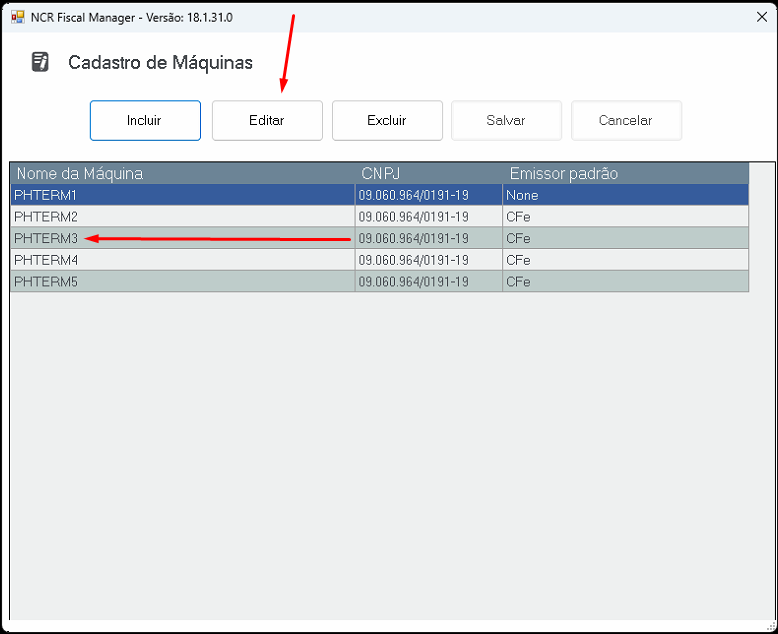 NCR Fiscal Manager - Versão: 18.1.31.0
Cadastro de Máquinas
Incluir Editar Excluir Salvar Cancelar
Nome da Máquina CNPJ Emissor padrão
PHTERM1 09.060.964/0191-19 None
PHTERM2 09.060.964/0191-19 CFe
PHTERM3 09.060.964/0191-19 CFe
PHTERM4 09.060.964/0191-19 CFe
PHTERM5 09.060.964/0191-19 CFe